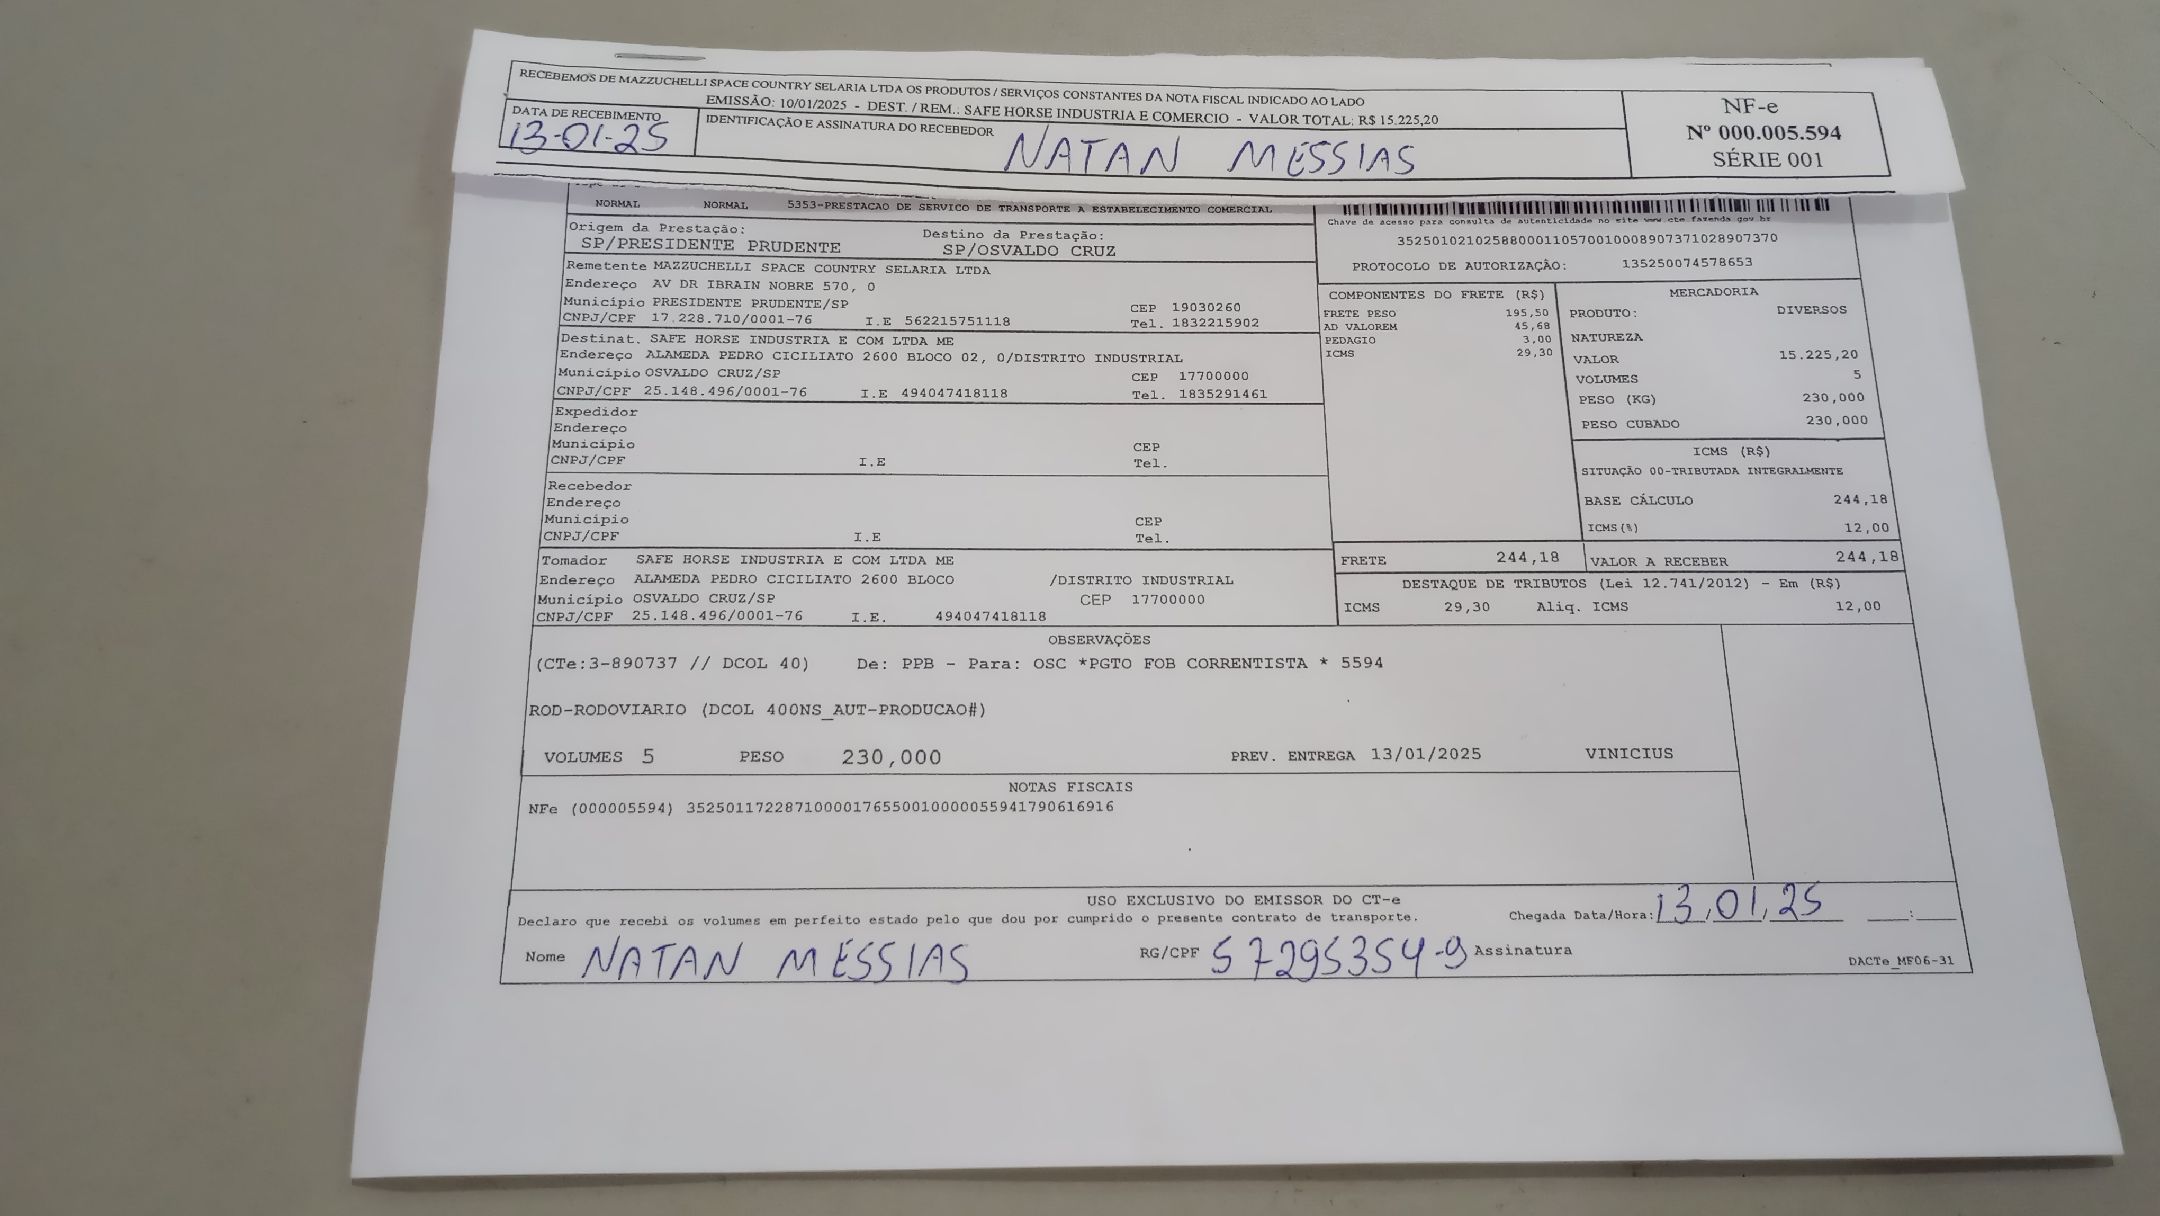 RECEBEMOS DE MAZZUCHELLI SPACE COUNTRY SELARIA LTDA OS PRODUTOS / SERVIÇOS CONSTANTES DA NOTA FISCAL INDICADO AO LADO
EMISSÃO: 10/01/2025 - DEST. / REM.: SAFE HORSE INDUSTRIA E COMERCIO - VALOR TOTAL: R$ 15.225,20
DATA DE RECEBIMENTO IDENTIFICAÇÃO E ASSINATURA DO RECEBEDOR
13-01-25 NATAN MESSIAS
NF-e
Nº 000.005.594
SÉRIE 001
NORMAL NORMAL 5353-PRESTACAO DE SERVICO DE TRANSPORTE A ESTABELECIMENTO COMERCIAL
Origem da Prestação: Destino da Prestação:
SP/PRESIDENTE PRUDENTE SP/OSVALDO CRUZ
Chave de acesso para consulta de autenticidade no site www.cte.fazenda.gov.br
35250102102588000110570010008907371028907370
PROTOCOLO DE AUTORIZAÇÃO: 135250074578653
Remetente MAZZUCHELLI SPACE COUNTRY SELARIA LTDA
Endereço AV DR IBRAIN NOBRE 570, 0
Município PRESIDENTE PRUDENTE/SP CEP 19030260
CNPJ/CPF 17.228.710/0001-76 I.E 562215751118 Tel. 1832215902
Destinat. SAFE HORSE INDUSTRIA E COM LTDA ME
Endereço ALAMEDA PEDRO CICILIATO 2600 BLOCO 02, 0/DISTRITO INDUSTRIAL
Município OSVALDO CRUZ/SP CEP 17700000
CNPJ/CPF 25.148.496/0001-76 I.E 494047418118 Tel. 1835291461
Expedidor
Endereço
Município CEP
CNPJ/CPF I.E Tel.
Recebedor
Endereço
Município CEP
CNPJ/CPF I.E Tel.
Tomador SAFE HORSE INDUSTRIA E COM LTDA ME
Endereço ALAMEDA PEDRO CICILIATO 2600 BLOCO /DISTRITO INDUSTRIAL
Município OSVALDO CRUZ/SP CEP 17700000
CNPJ/CPF 25.148.496/0001-76 I.E. 494047418118
COMPONENTES DO FRETE (R$)
FRETE PESO 195,50
AD VALOREM 45,68
PEDAGIO 3,00
ICMS 29,30
MERCADORIA
PRODUTO: DIVERSOS
NATUREZA
VALOR 15.225,20
VOLUMES 5
PESO (KG) 230,000
PESO CUBADO 230,000
ICMS (R$)
SITUAÇÃO 00-TRIBUTADA INTEGRALMENTE
BASE CÁLCULO 244,18
ICMS(%) 12,00
FRETE 244,18 VALOR A RECEBER 244,18
DESTAQUE DE TRIBUTOS (Lei 12.741/2012) - Em (R$)
ICMS 29,30 Aliq. ICMS 12,00
OBSERVAÇÕES
(CTe:3-890737 // DCOL 40) De: PPB - Para: OSC *PGTO FOB CORRENTISTA * 5594
ROD-RODOVIARIO (DCOL 400NS_AUT-PRODUCAO#)
VOLUMES 5 PESO 230,000 PREV. ENTREGA 13/01/2025 VINICIUS
NOTAS FISCAIS
NFe (000005594) 35250117228710000176550010000055941790616916
USO EXCLUSIVO DO EMISSOR DO CT-e
Declaro que recebi os volumes em perfeito estado pelo que dou por cumprido o presente contrato de transporte. Chegada Data/Hora: 13/01/25 __:__
Nome NATAN MESSIAS RG/CPF 57295354-9 Assinatura
DACTe_MF06-31